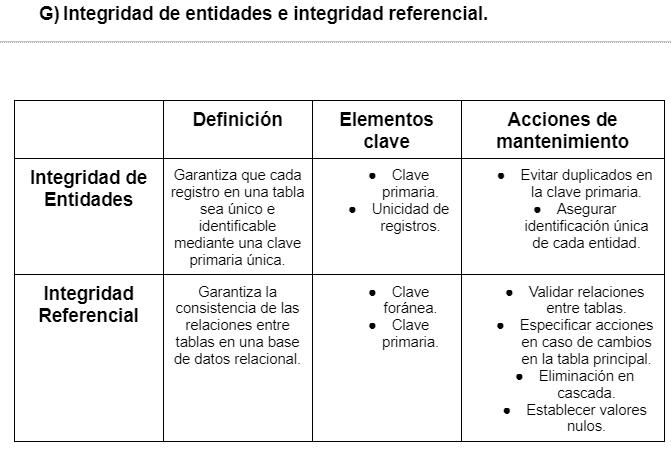 G) Integridad de entidades e integridad referencial.
Definición
Elementos
clave
Acciones de
mantenimiento
Integridad de
Entidades
Garantiza que cada
registro en una tabla
sea único e
identificable
mediante una clave
primaria única.
● Clave
primaria.
● Unicidad de
registros.
● Evitar duplicados en
la clave primaria.
● Asegurar
identificación única
de cada entidad.
Integridad
Referencial
Garantiza la
consistencia de las
relaciones entre
tablas en una base
de datos relacional.
● Clave
foránea.
● Clave
primaria.
● Validar relaciones
entre tablas.
● Especificar acciones
en caso de cambios
en la tabla principal.
● Eliminación en
cascada.
● Establecer valores
nulos.